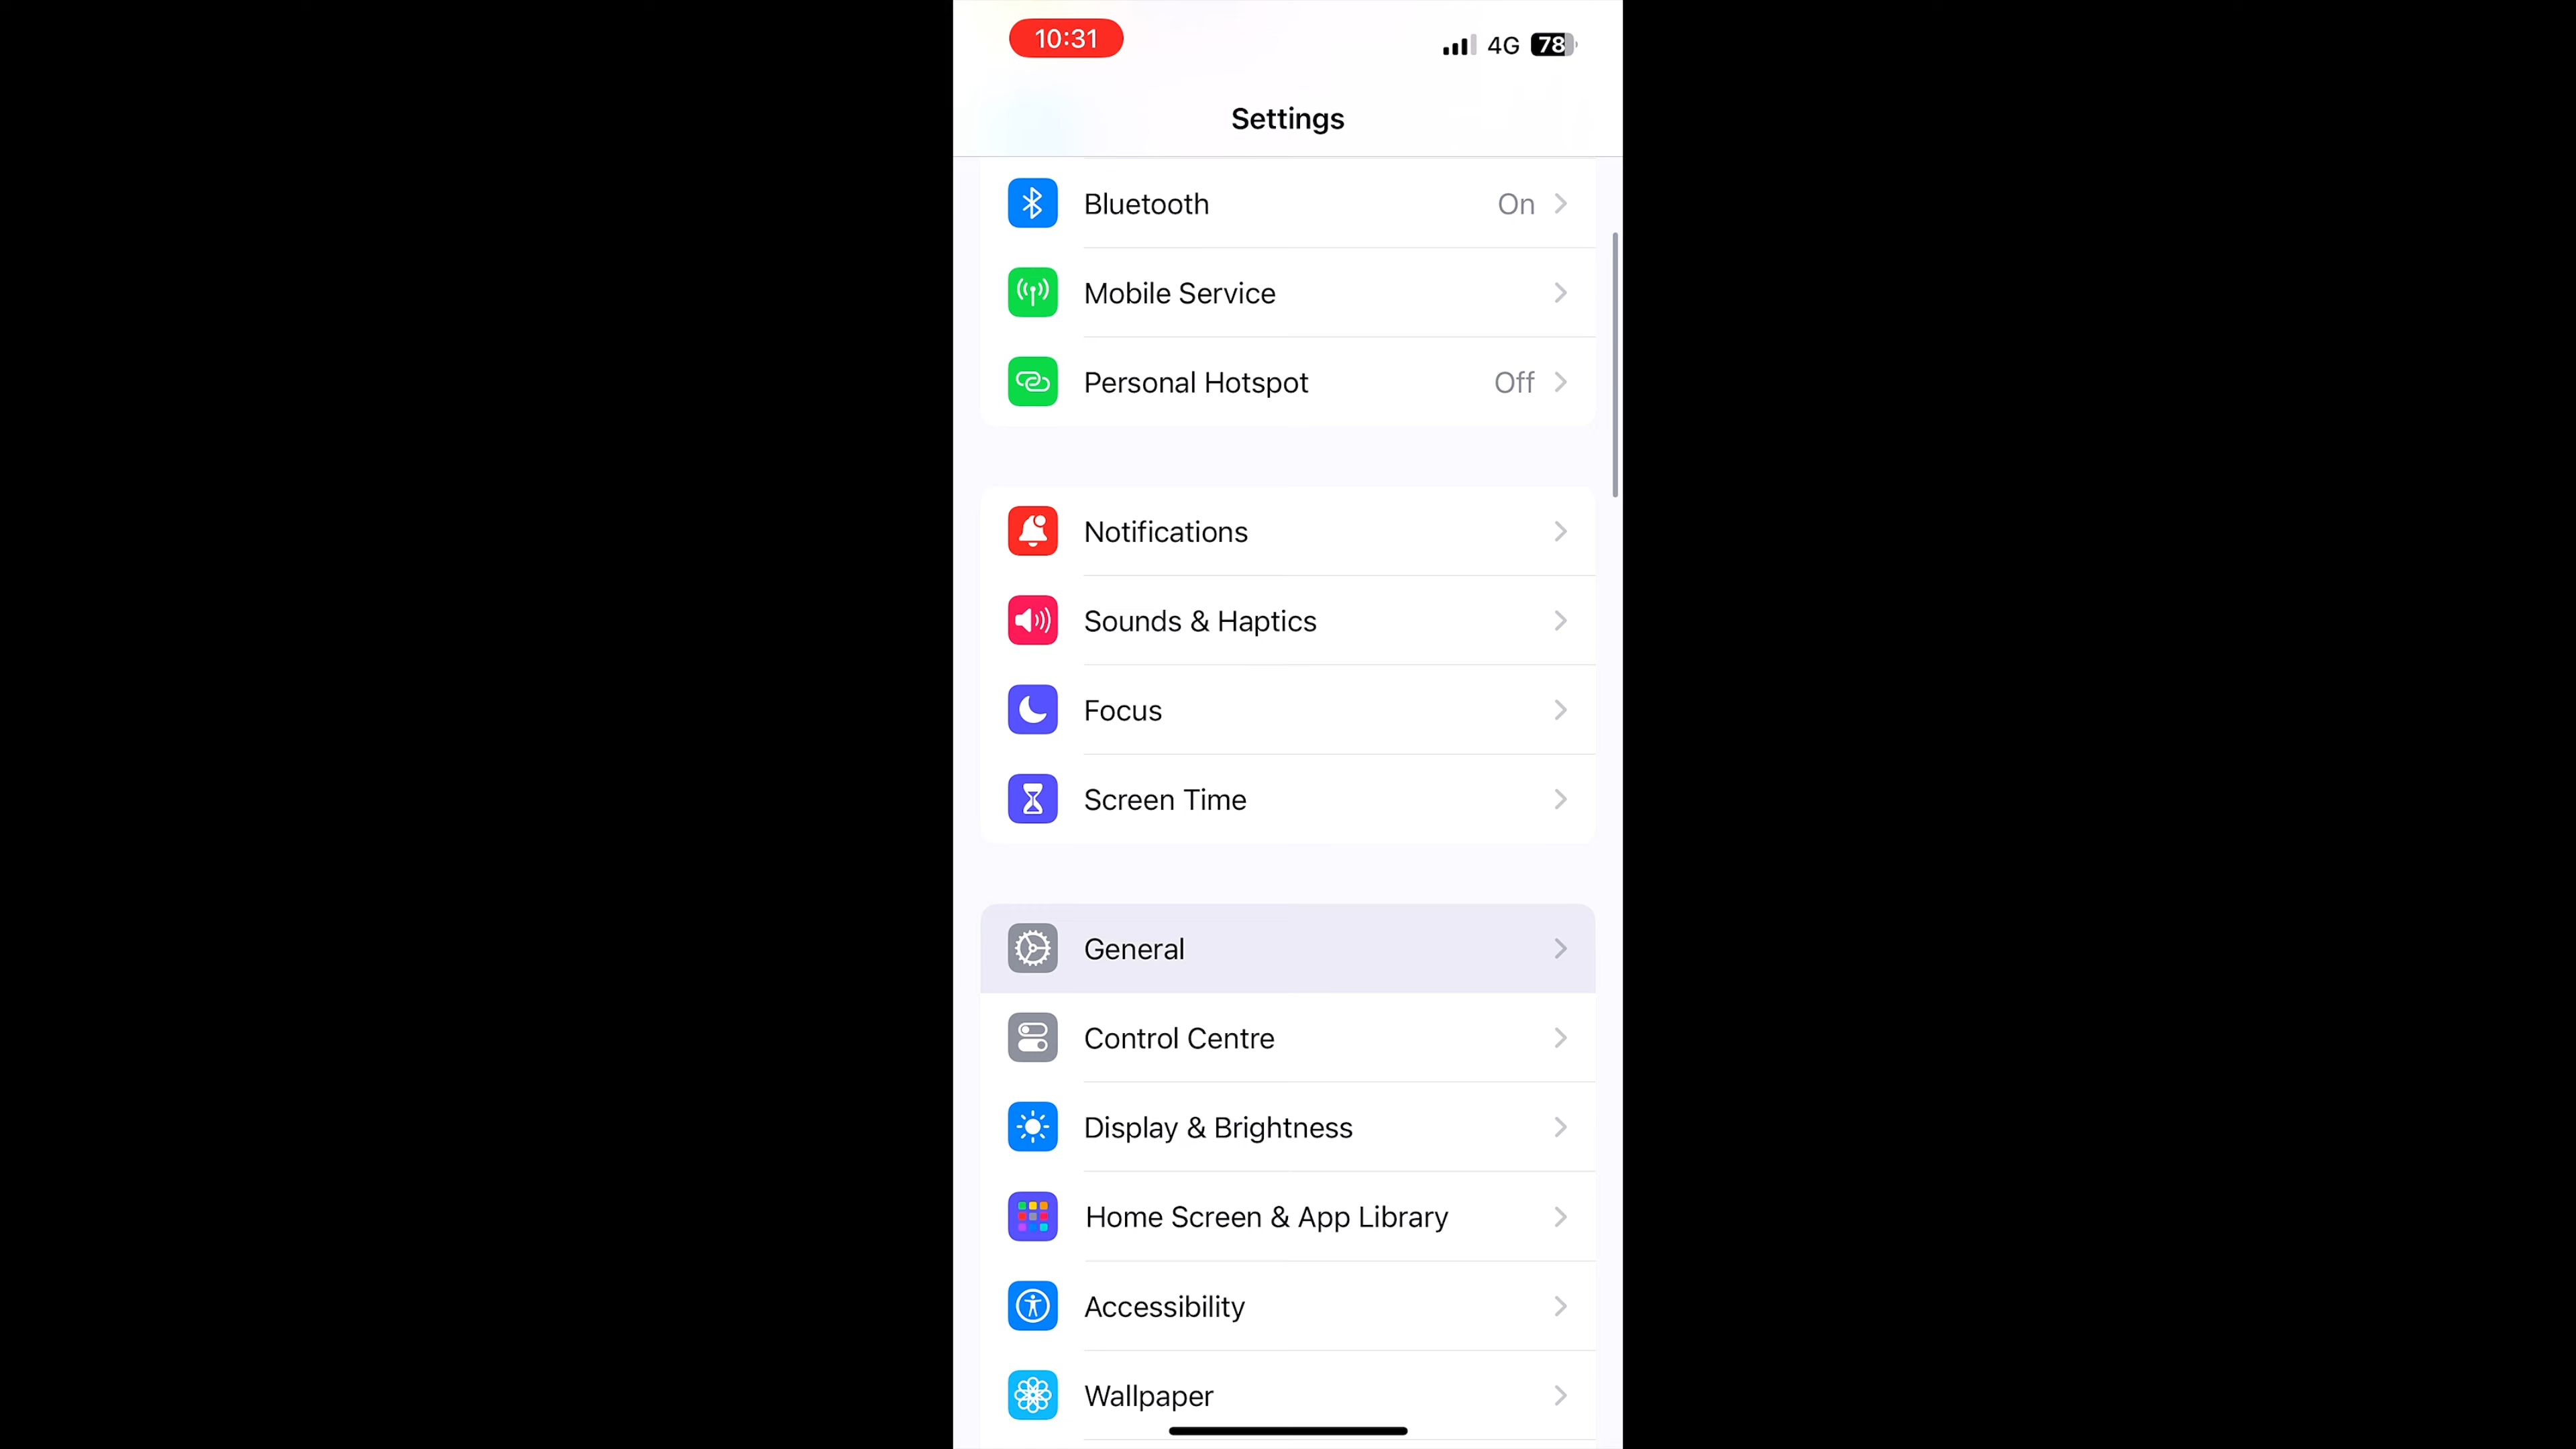 10:31
4G 78
Settings
Bluetooth On
Mobile Service
Personal Hotspot Off
Notifications
Sounds & Haptics
Focus
Screen Time
General
Control Centre
Display & Brightness
Home Screen & App Library
Accessibility
Wallpaper